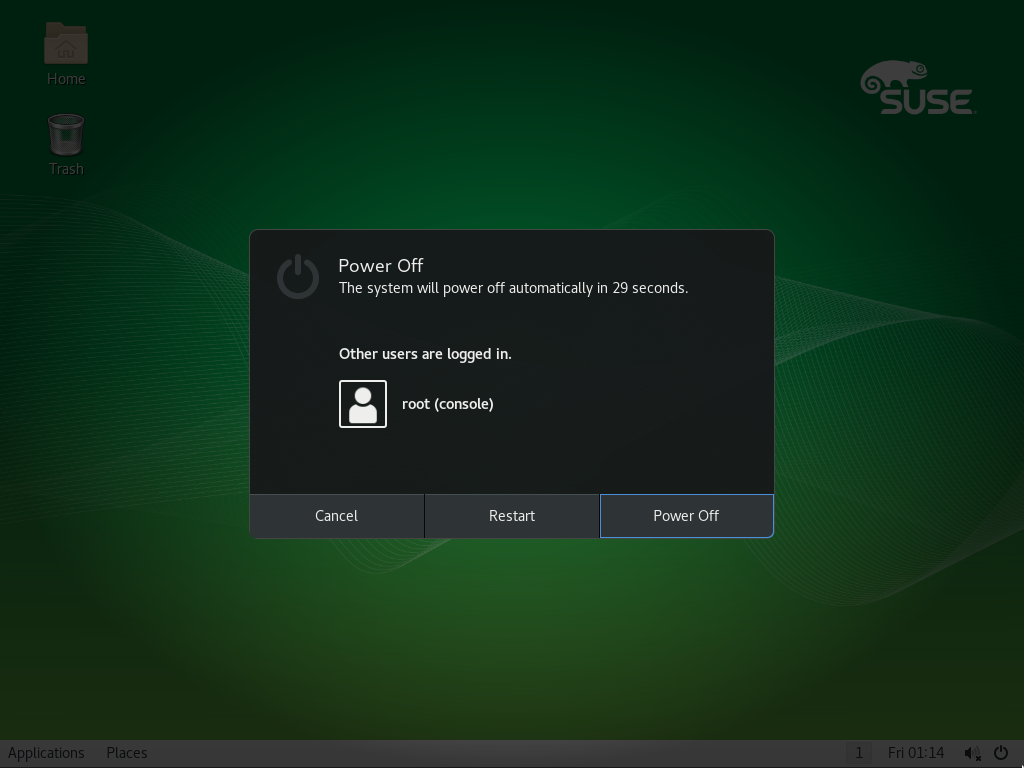 Home
SUSE
Trash
Power Off
The system will power off automatically in 29 seconds.
Other users are logged in.
root (console)
Cancel Restart Power Off
Applications Places 1 Fri 01:14